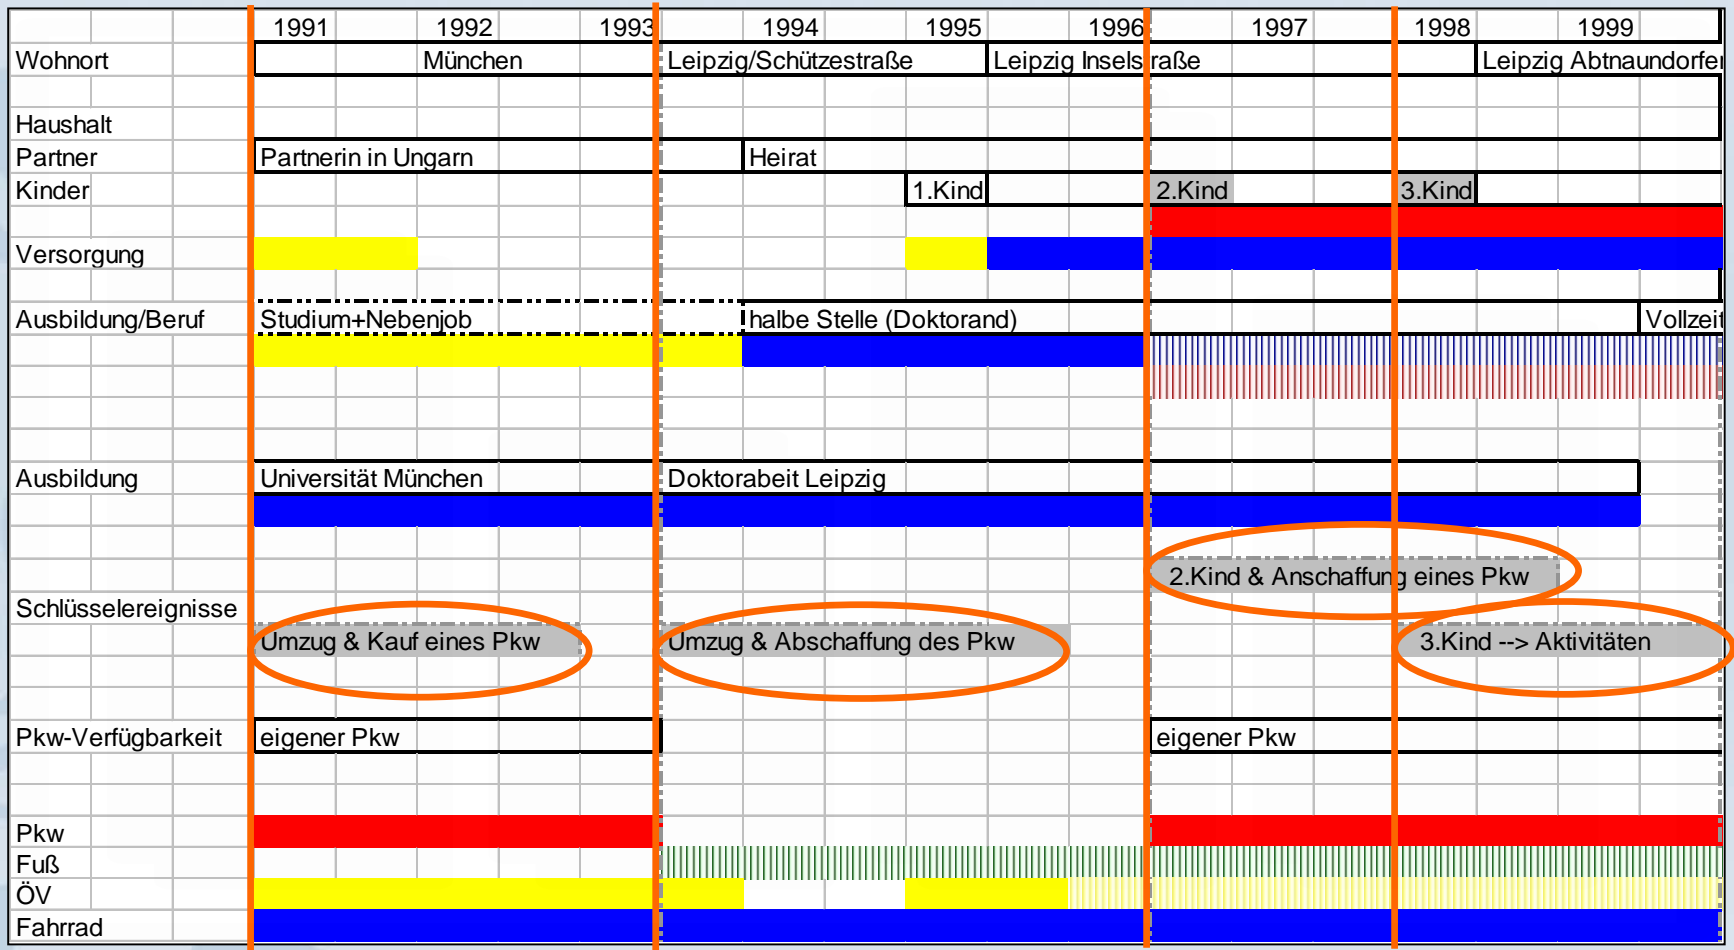 1991 1992 1993 1994 1995 1996 1997 1998 1999
Wohnort München Leipzig/Schützestraße Leipzig Inselstraße Leipzig Abtnaundorfer
Haushalt
Partner Partnerin in Ungarn Heirat
Kinder 1.Kind 2.Kind 3.Kind
Versorgung
Ausbildung/Beruf Studium+Nebenjob halbe Stelle (Doktorand) Vollzeit
Ausbildung Universität München Doktorabeit Leipzig
2.Kind & Anschaffung eines Pkw
Schlüsselereignisse
Umzug & Kauf eines Pkw Umzug & Abschaffung des Pkw 3.Kind --> Aktivitäten
Pkw-Verfügbarkeit eigener Pkw eigener Pkw
Pkw
Fuß
ÖV
Fahrrad